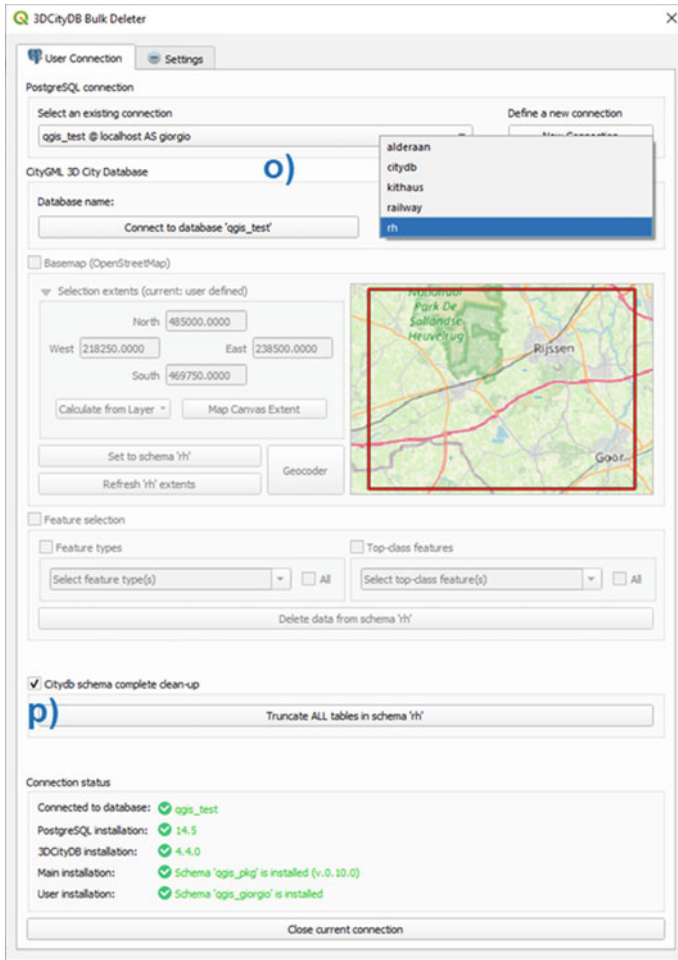 3DCityDB Bulk Deleter
User Connection
Settings
PostgreSQL connection
Select an existing connection
Define a new connection
qgis_test @ localhost AS giorgio
New Connection
o)
alderaan
citydb
kithaus
railway
rh
CityGML 3D City Database
Database name:
Connect to database 'qgis_test'
Basemap (OpenStreetMap)
Selection extents (current: user defined)
North 485000.0000
West 218250.0000 East 238500.0000
South 469750.0000
Calculate from Layer
Map Canvas Extent
Set to schema 'rh'
Refresh 'rh' extents
Geocoder
Nationaal
Park De
Sallandse
Heuvelrug
Rijssen
Goor
Feature selection
Feature types
Top-class features
Select feature type(s)
All
Select top-class feature(s)
All
Delete data from schema 'rh'
Citydb schema complete clean-up
p)
Truncate ALL tables in schema 'rh'
Connection status
Connected to database: qgis_test
PostgreSQL installation: 14.5
3DCityDB installation: 4.4.0
Main installation: Schema 'qgis_pkg' is installed (v.0.10.0)
User installation: Schema 'qgis_giorgio' is installed
Close current connection